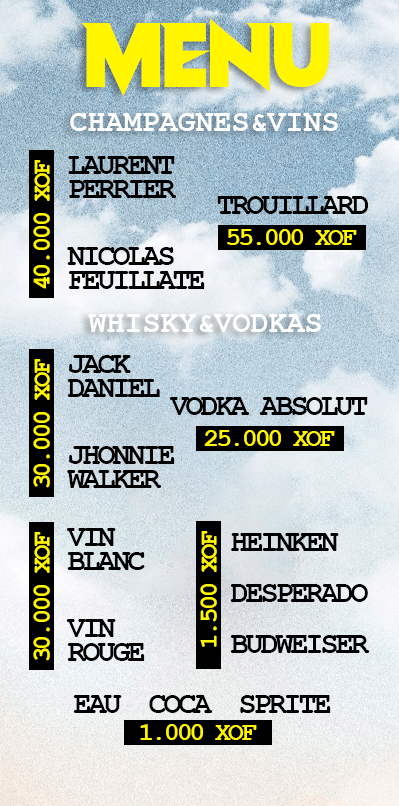 MENU
CHAMPAGNES&VINS
40.000 XOF
LAURENT
PERRIER
NICOLAS
FEUILLATE
TROUILLARD
55.000 XOF
WHISKY&VODKAS
30.000 XOF
JACK
DANIEL
JHONNIE
WALKER
VODKA ABSOLUT
25.000 XOF
30.000 XOF
VIN
BLANC
VIN
ROUGE
1.500 XOF
HEINKEN
DESPERADO
BUDWEISER
EAU COCA SPRITE
1.000 XOF